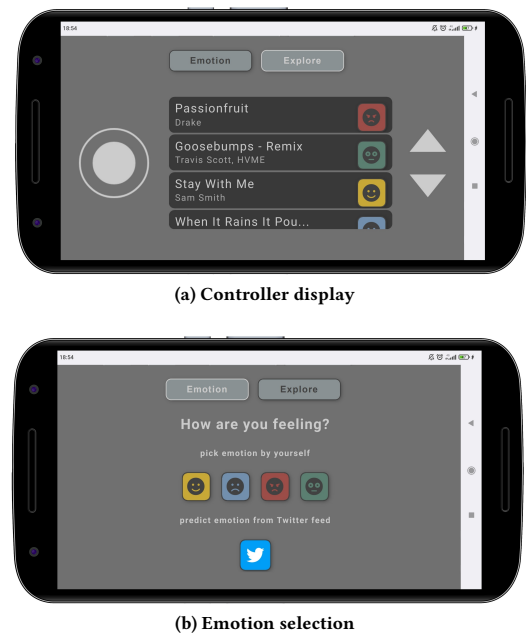 18:54
Emotion
Explore
Passionfruit
Drake
Goosebumps - Remix
Travis Scott, HVME
Stay With Me
Sam Smith
When It Rains It Pou...
(a) Controller display
18:54
Emotion
Explore
How are you feeling?
pick emotion by yourself
predict emotion from Twitter feed
(b) Emotion selection